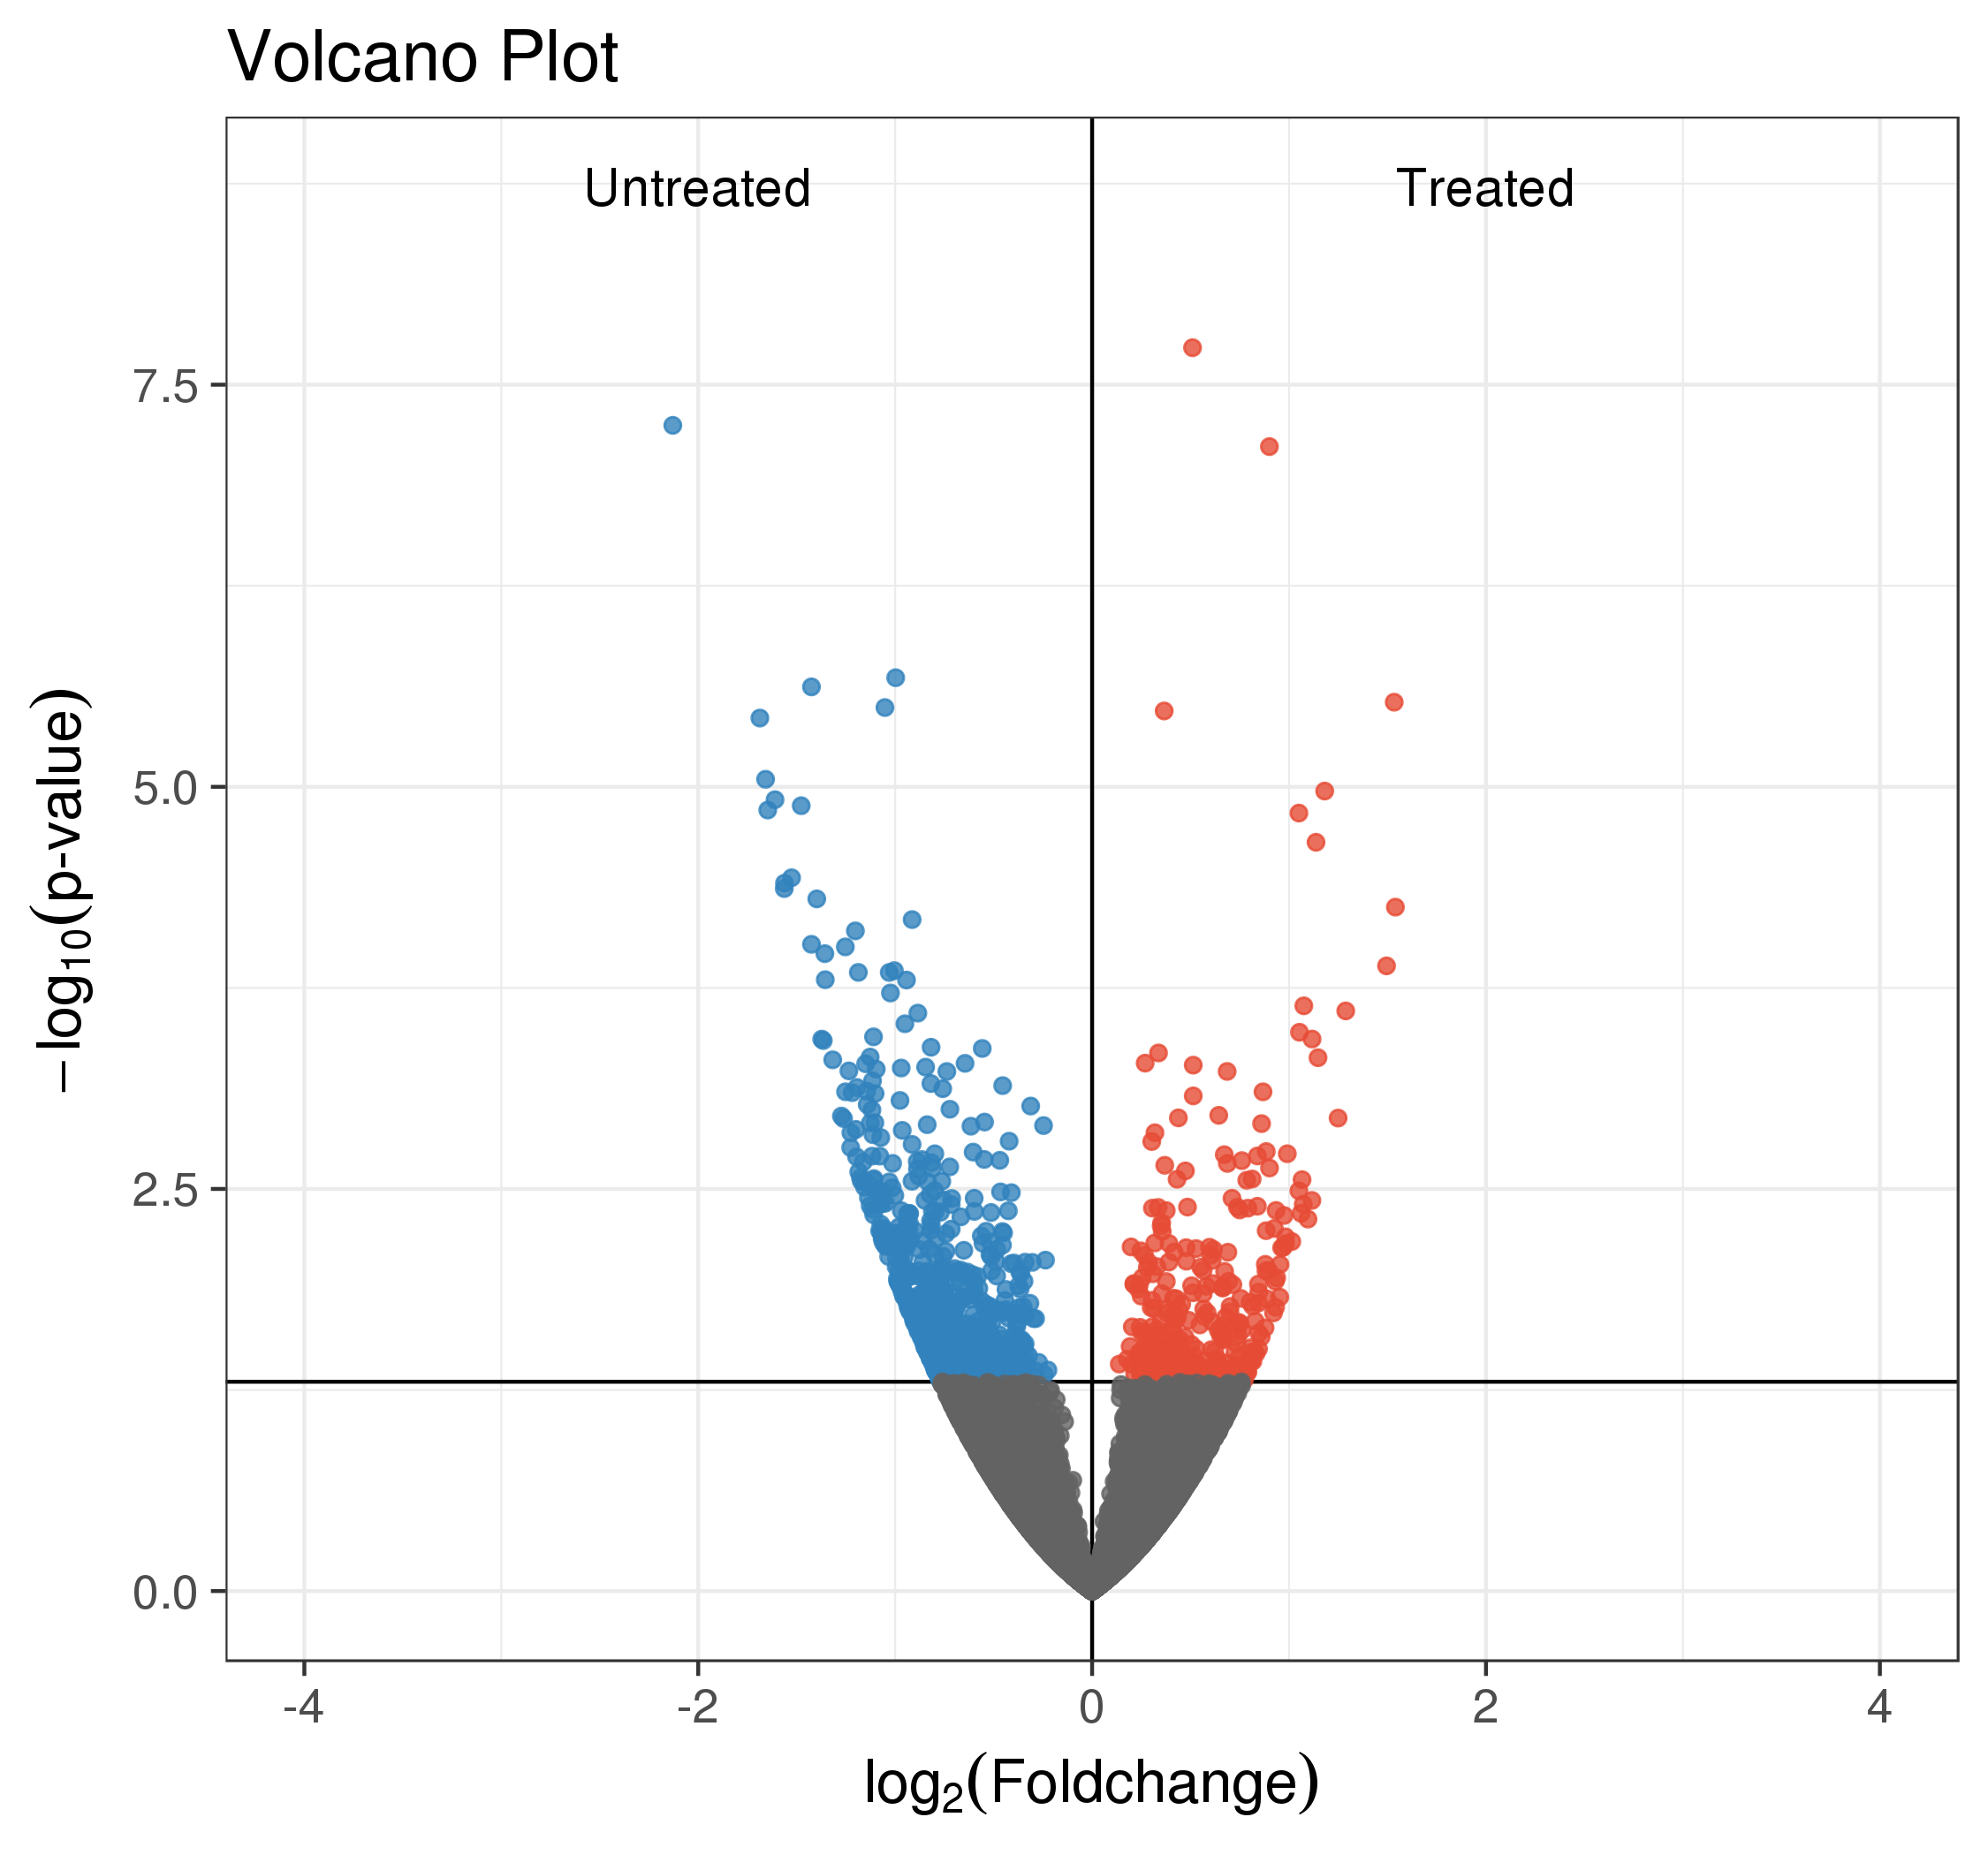 Volcano Plot
Untreated
Treated
7.5
5.0
2.5
0.0
−log₁₀(p-value)
-4
-2
0
2
4
log₂(Foldchange)